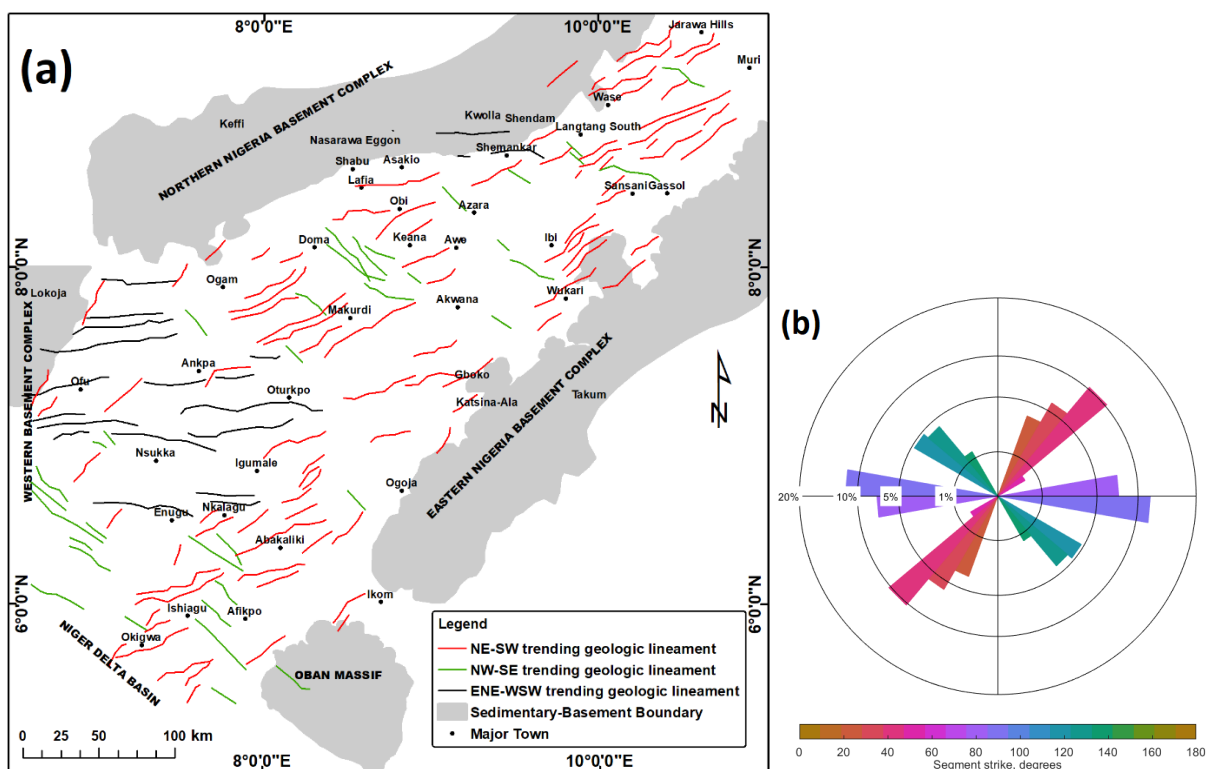 (a)
8°0'0"E
10°0'0"E
Jarawa Hills
Muri
Wase
Keffi
Kwolla
Shendam
Langtang South
NORTHERN NIGERIA BASEMENT COMPLEX
Nasarawa Eggon
Shemankar
Shabu
Asakio
Lafia
Sansani
Gassol
Obi
Azara
Doma
Keana
Awe
Ibi
8°0'0"N
8°0'0"N
Lokoja
Ogam
Wukari
Akwana
Makurdi
WESTERN BASEMENT COMPLEX
Ankpa
Gboko
Ofu
Oturkpo
Katsina-Ala
Takum
EASTERN NIGERIA BASEMENT COMPLEX
N
Nsukka
Igumale
Ogoja
Enugu
Nkalagu
Abakaliki
6°0'0"N
6°0'0"N
Ikom
Ishiagu
Afikpo
Okigwa
NIGER DELTA BASIN
OBAN MASSIF
Legend
NE-SW trending geologic lineament
NW-SE trending geologic lineament
ENE-WSW trending geologic lineament
Sedimentary-Basement Boundary
Major Town
0 25 50 100 km
8°0'0"E
10°0'0"E
(b)
20% 10% 5% 1%
0 20 40 60 80 100 120 140 160 180
Segment strike, degrees